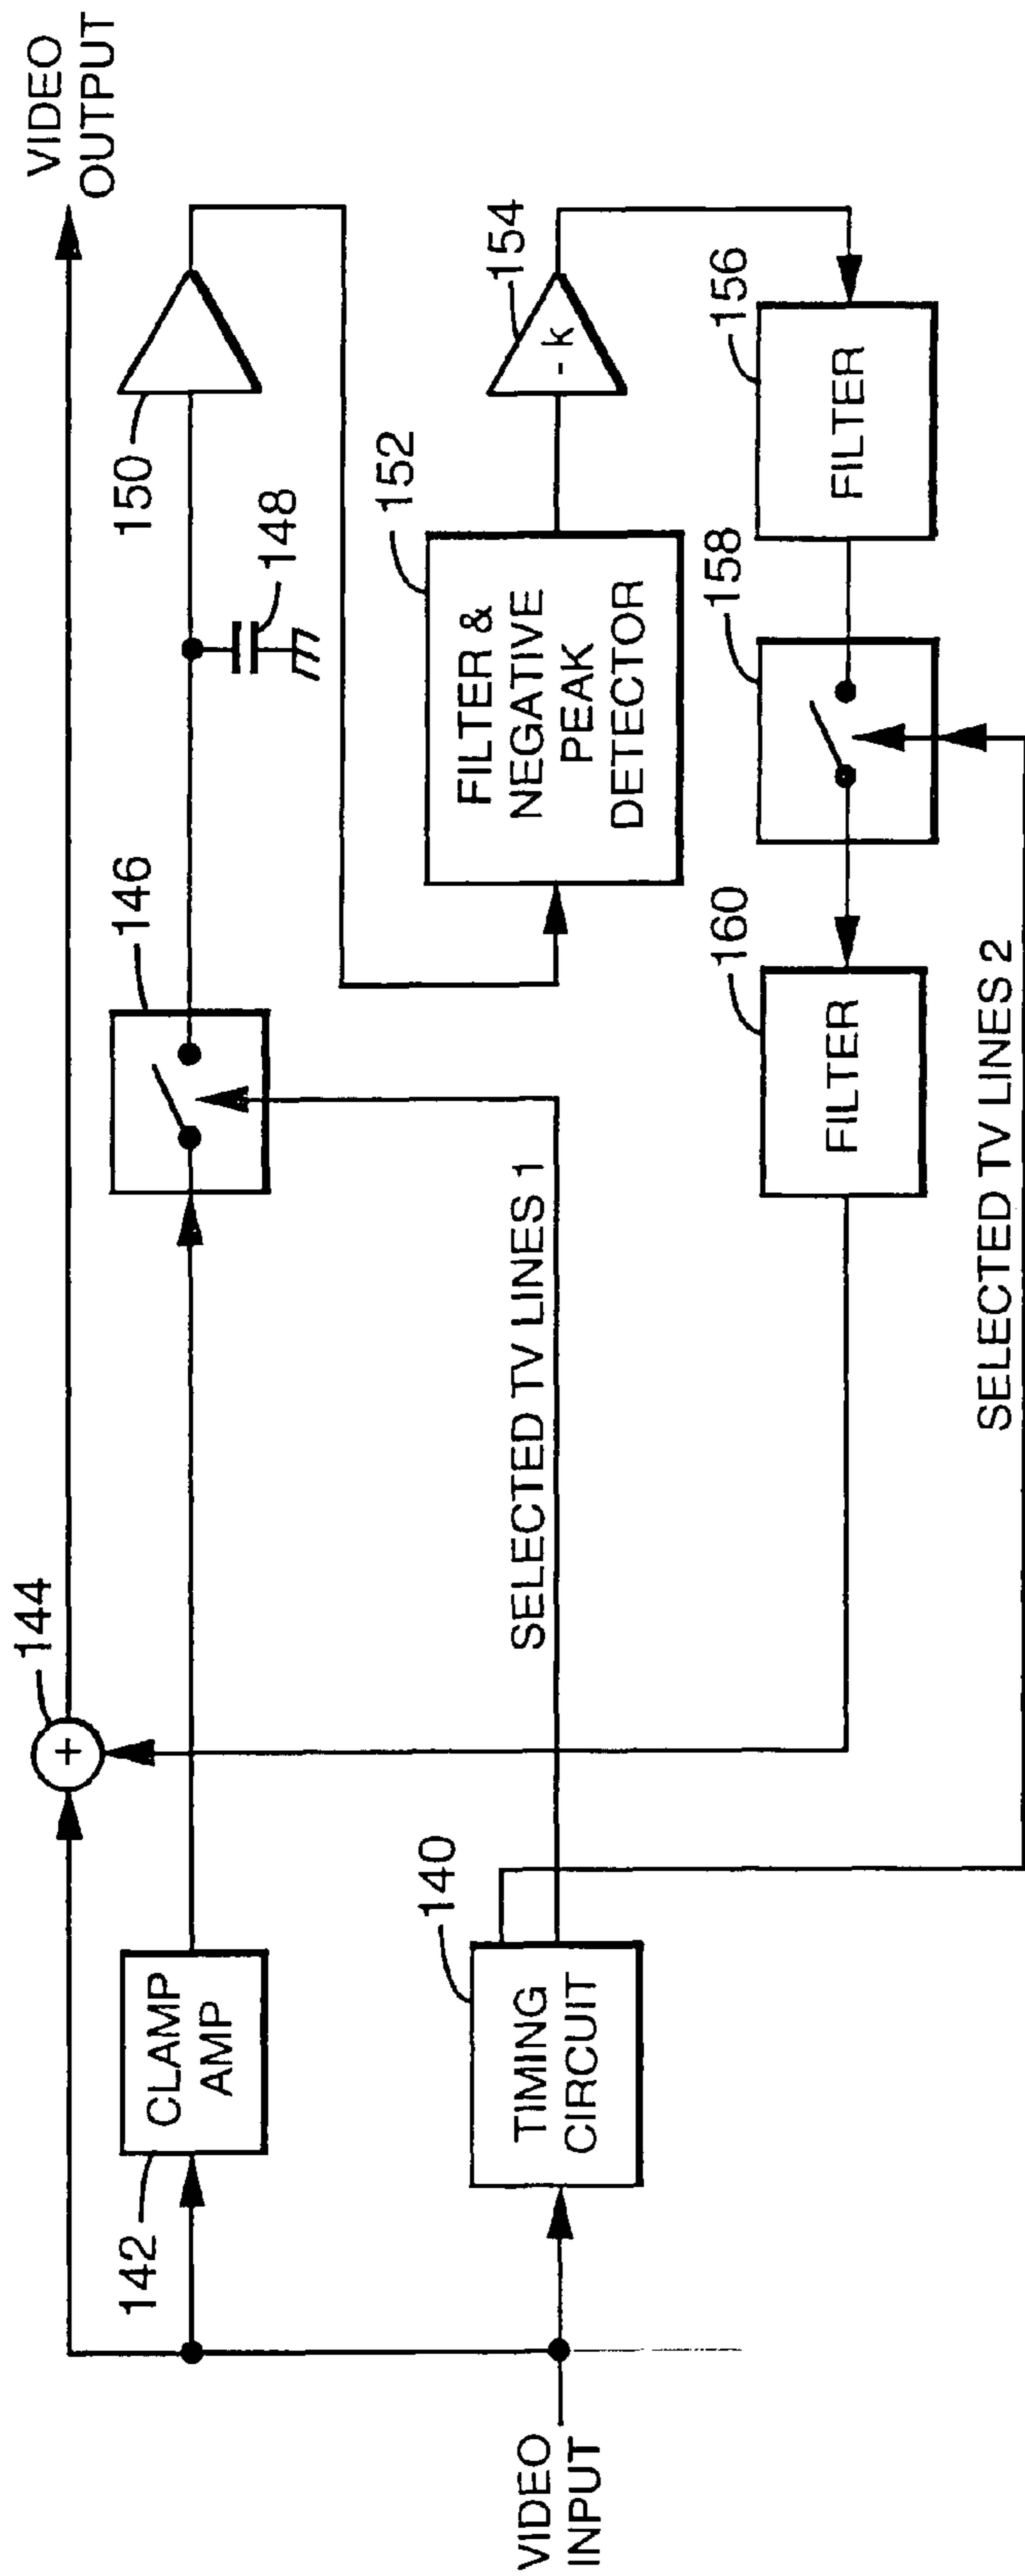 VIDEO
OUTPUT
144
+
146
150
148
142
CLAMP
AMP
152
FILTER &
NEGATIVE
PEAK
DETECTOR
154
- k
140
TIMING
CIRCUIT
SELECTED TV LINES 1
VIDEO
INPUT
160
FILTER
158
156
FILTER
SELECTED TV LINES 2